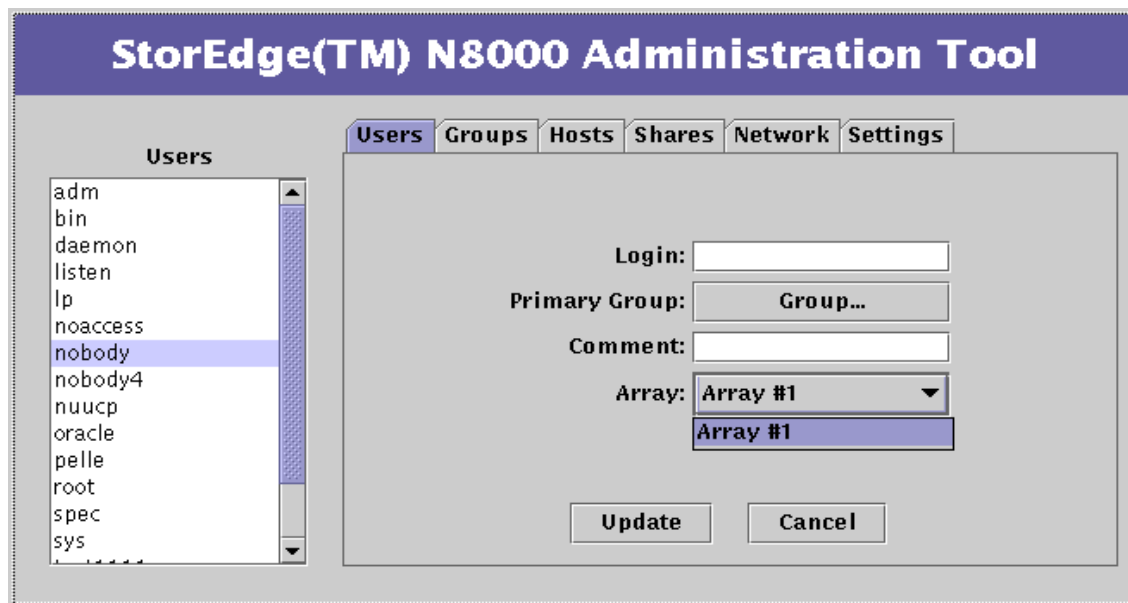 StorEdge(TM) N8000 Administration Tool
Users
adm
bin
daemon
listen
lp
noaccess
nobody
nobody4
nuucp
oracle
pelle
root
spec
sys
Users Groups Hosts Shares Network Settings
Login:
Primary Group: Group...
Comment:
Array: Array #1
Array #1
Update Cancel